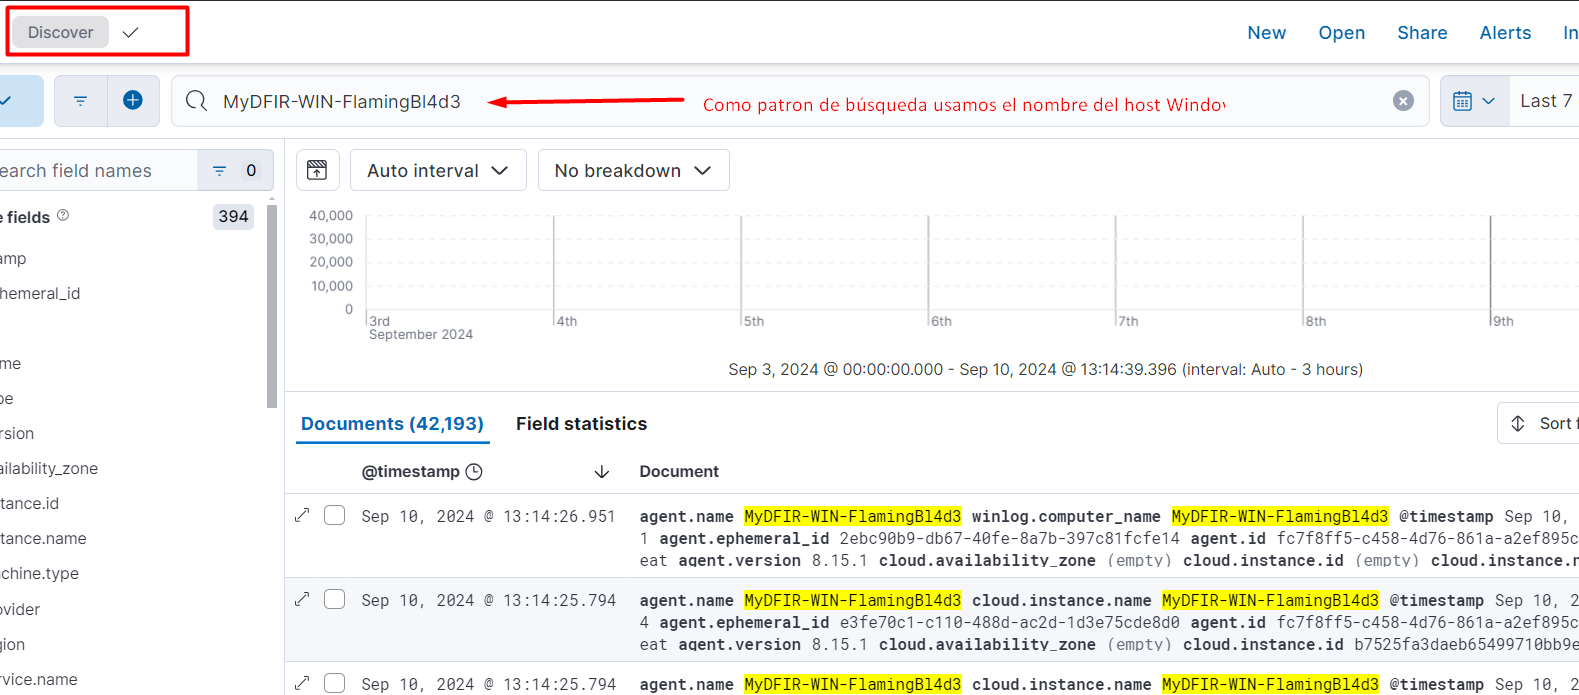 Discover
New Open Share Alerts In
MyDFIR-WIN-FlamingBl4d3
Como patron de búsqueda usamos el nombre del host Window
Last 7
earch field names 0
Auto interval
No breakdown
e fields 394
amp
hemeral_id
me
pe
rsion
ailability_zone
tance.id
tance.name
chine.type
ovider
gion
rvice.name
40,000
30,000
20,000
10,000
0
3rd 4th 5th 6th 7th 8th 9th
September 2024
Sep 3, 2024 @ 00:00:00.000 - Sep 10, 2024 @ 13:14:39.396 (interval: Auto - 3 hours)
Documents (42,193) Field statistics
Sort f
@timestamp Document
Sep 10, 2024 @ 13:14:26.951 agent.name MyDFIR-WIN-FlamingBl4d3 winlog.computer_name MyDFIR-WIN-FlamingBl4d3 @timestamp Sep 10,
1 agent.ephemeral_id 2ebc90b9-db67-40fe-8a7b-397c81fcfe14 agent.id fc7f8ff5-c458-4d76-861a-a2ef895c
eat agent.version 8.15.1 cloud.availability_zone (empty) cloud.instance.id (empty) cloud.instance.n
Sep 10, 2024 @ 13:14:25.794 agent.name MyDFIR-WIN-FlamingBl4d3 cloud.instance.name MyDFIR-WIN-FlamingBl4d3 @timestamp Sep 10, 2
4 agent.ephemeral_id e3fe70c1-c110-488d-ac2d-1d3e75cde8d0 agent.id fc7f8ff5-c458-4d76-861a-a2ef895c
eat agent.version 8.15.1 cloud.availability_zone (empty) cloud.instance.id b7525fa3daeb65499710bb9e
Sep 10, 2024 @ 13:14:25.794 agent.name MyDFIR-WIN-FlamingBl4d3 cloud.instance.name MyDFIR-WIN-FlamingBl4d3 @timestamp Sep 10, 2